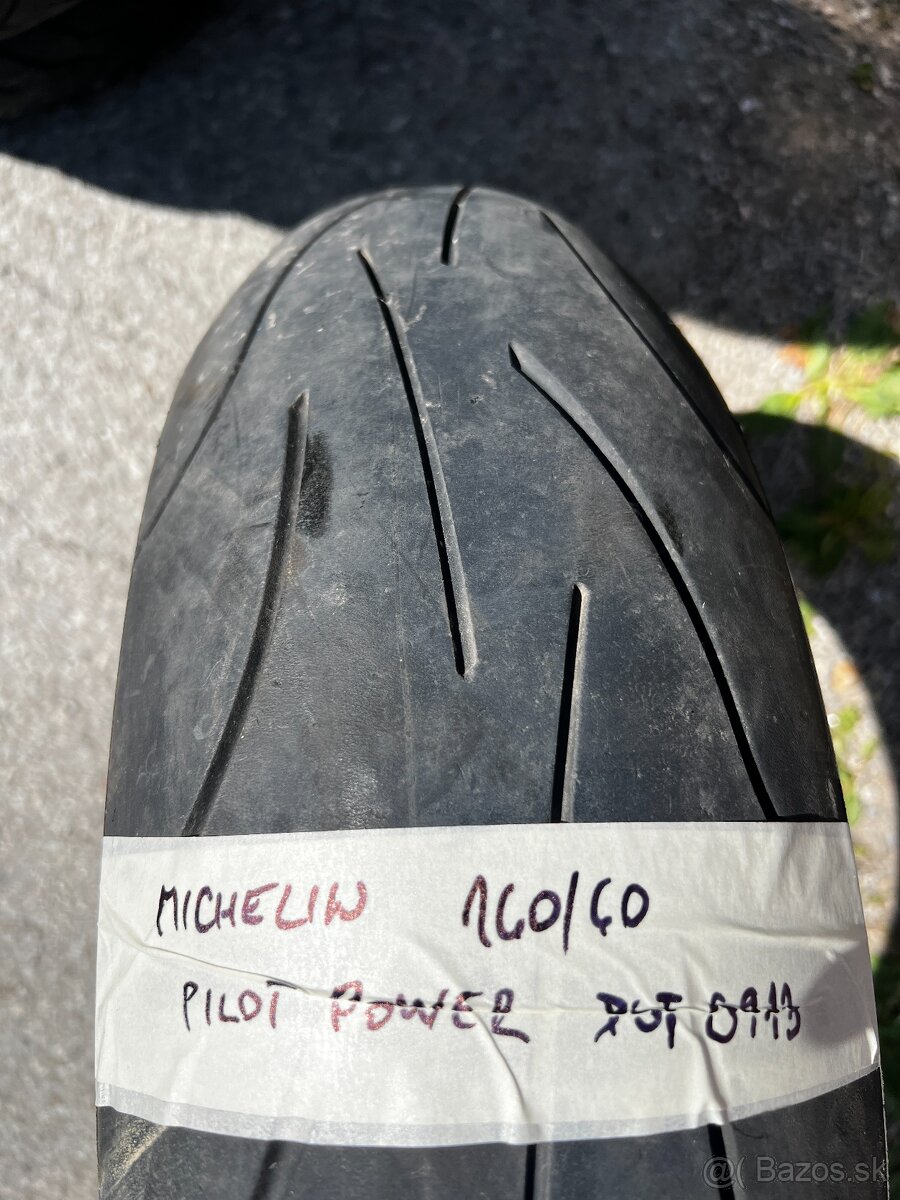 MICHELIN 160/60
PILOT POWER DOT 0913
@( Bazos.sk